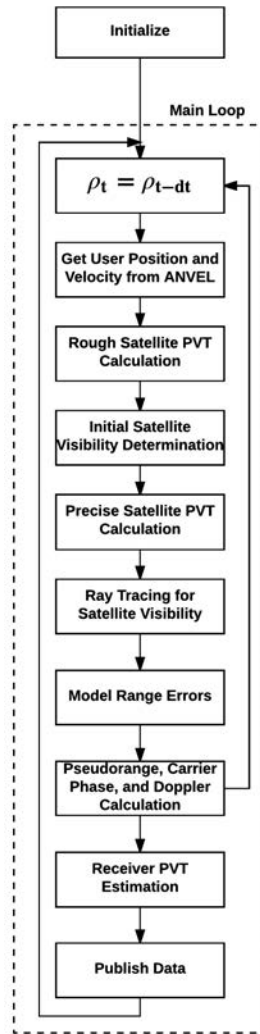 Initialize
Main Loop
ρt = ρt−dt
Get User Position and
Velocity from ANVEL
Rough Satellite PVT
Calculation
Initial Satellite
Visibility Determination
Precise Satellite PVT
Calculation
Ray Tracing for
Satellite Visibility
Model Range Errors
Pseudorange, Carrier
Phase, and Doppler
Calculation
Receiver PVT
Estimation
Publish Data